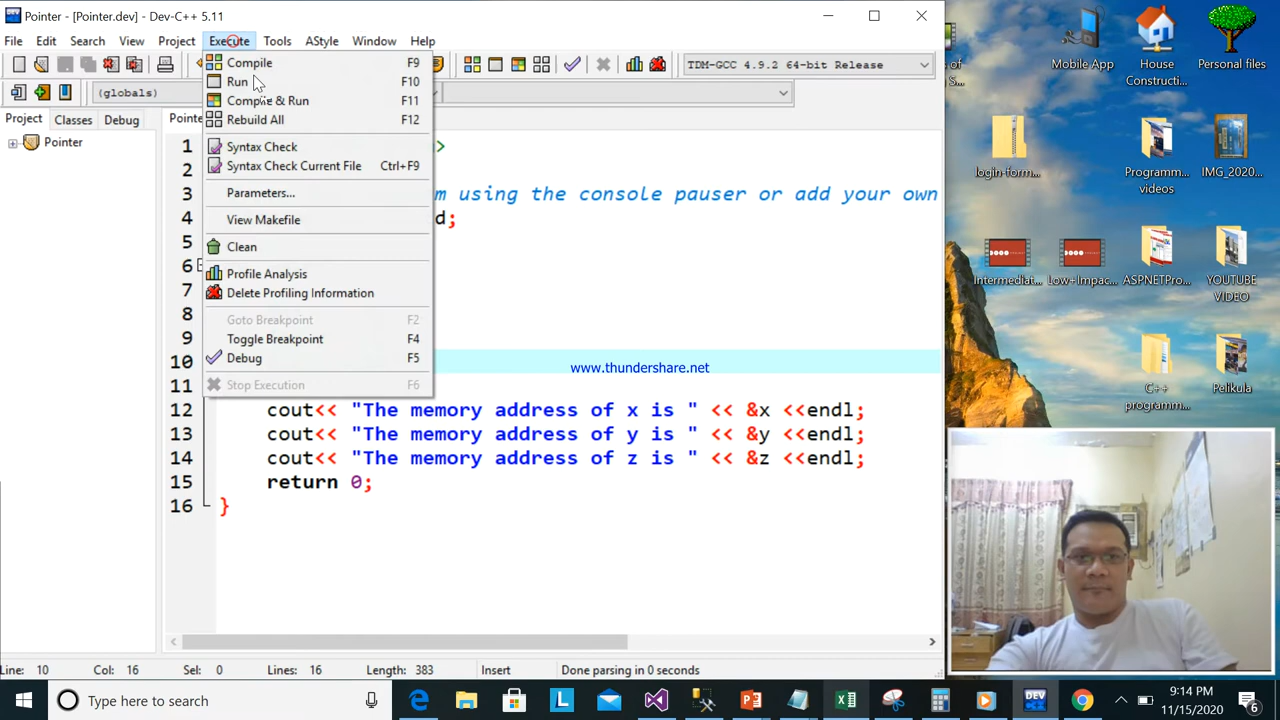 Pointer - [Pointer.dev] - Dev-C++ 5.11
File Edit Search View Project Execute Tools AStyle Window Help
TDM-GCC 4.9.2 64-bit Release
(globals)
Project Classes Debug
Pointer
Compile F9
Run F10
Compile & Run F11
Rebuild All F12
Syntax Check
Syntax Check Current File Ctrl+F9
Parameters...
View Makefile
Clean
Profile Analysis
Delete Profiling Information
Goto Breakpoint F2
Toggle Breakpoint F4
Debug F5
Stop Execution F6
1 >
2
3 m using the console pauser or add your own
4 d;
5
6
7
8
9
10
11
12 cout<< "The memory address of x is " << &x <<endl;
13 cout<< "The memory address of y is " << &y <<endl;
14 cout<< "The memory address of z is " << &z <<endl;
15 return 0;
16 }
www.thundershare.net
Line: 10 Col: 16 Sel: 0 Lines: 16 Length: 383 Insert Done parsing in 0 seconds
of S...
Mobile App
House Constructi...
Personal files
login-form...
Programm... videos
IMG_2020...
Intermediat...
Low+Impac...
ASPNETPro...
YOUTUBE VIDEO
C++ programm...
Pelikula
Type here to search
9:14 PM
11/15/2020
6